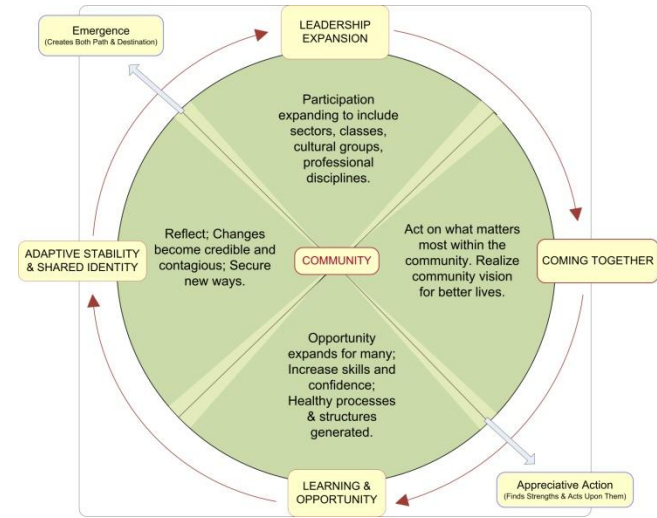 Emergence
(Creates Both Path & Destination)
LEADERSHIP
EXPANSION
Participation
expanding to include
sectors, classes,
cultural groups,
professional
disciplines.
ADAPTIVE STABILITY
& SHARED IDENTITY
Reflect; Changes
become credible and
contagious; Secure
new ways.
COMMUNITY
Act on what matters
most within the
community. Realize
community vision
for better lives.
COMING TOGETHER
Opportunity
expands for many;
Increase skills and
confidence;
Healthy processes
& structures
generated.
LEARNING &
OPPORTUNITY
Appreciative Action
(Finds Strengths & Acts Upon Them)